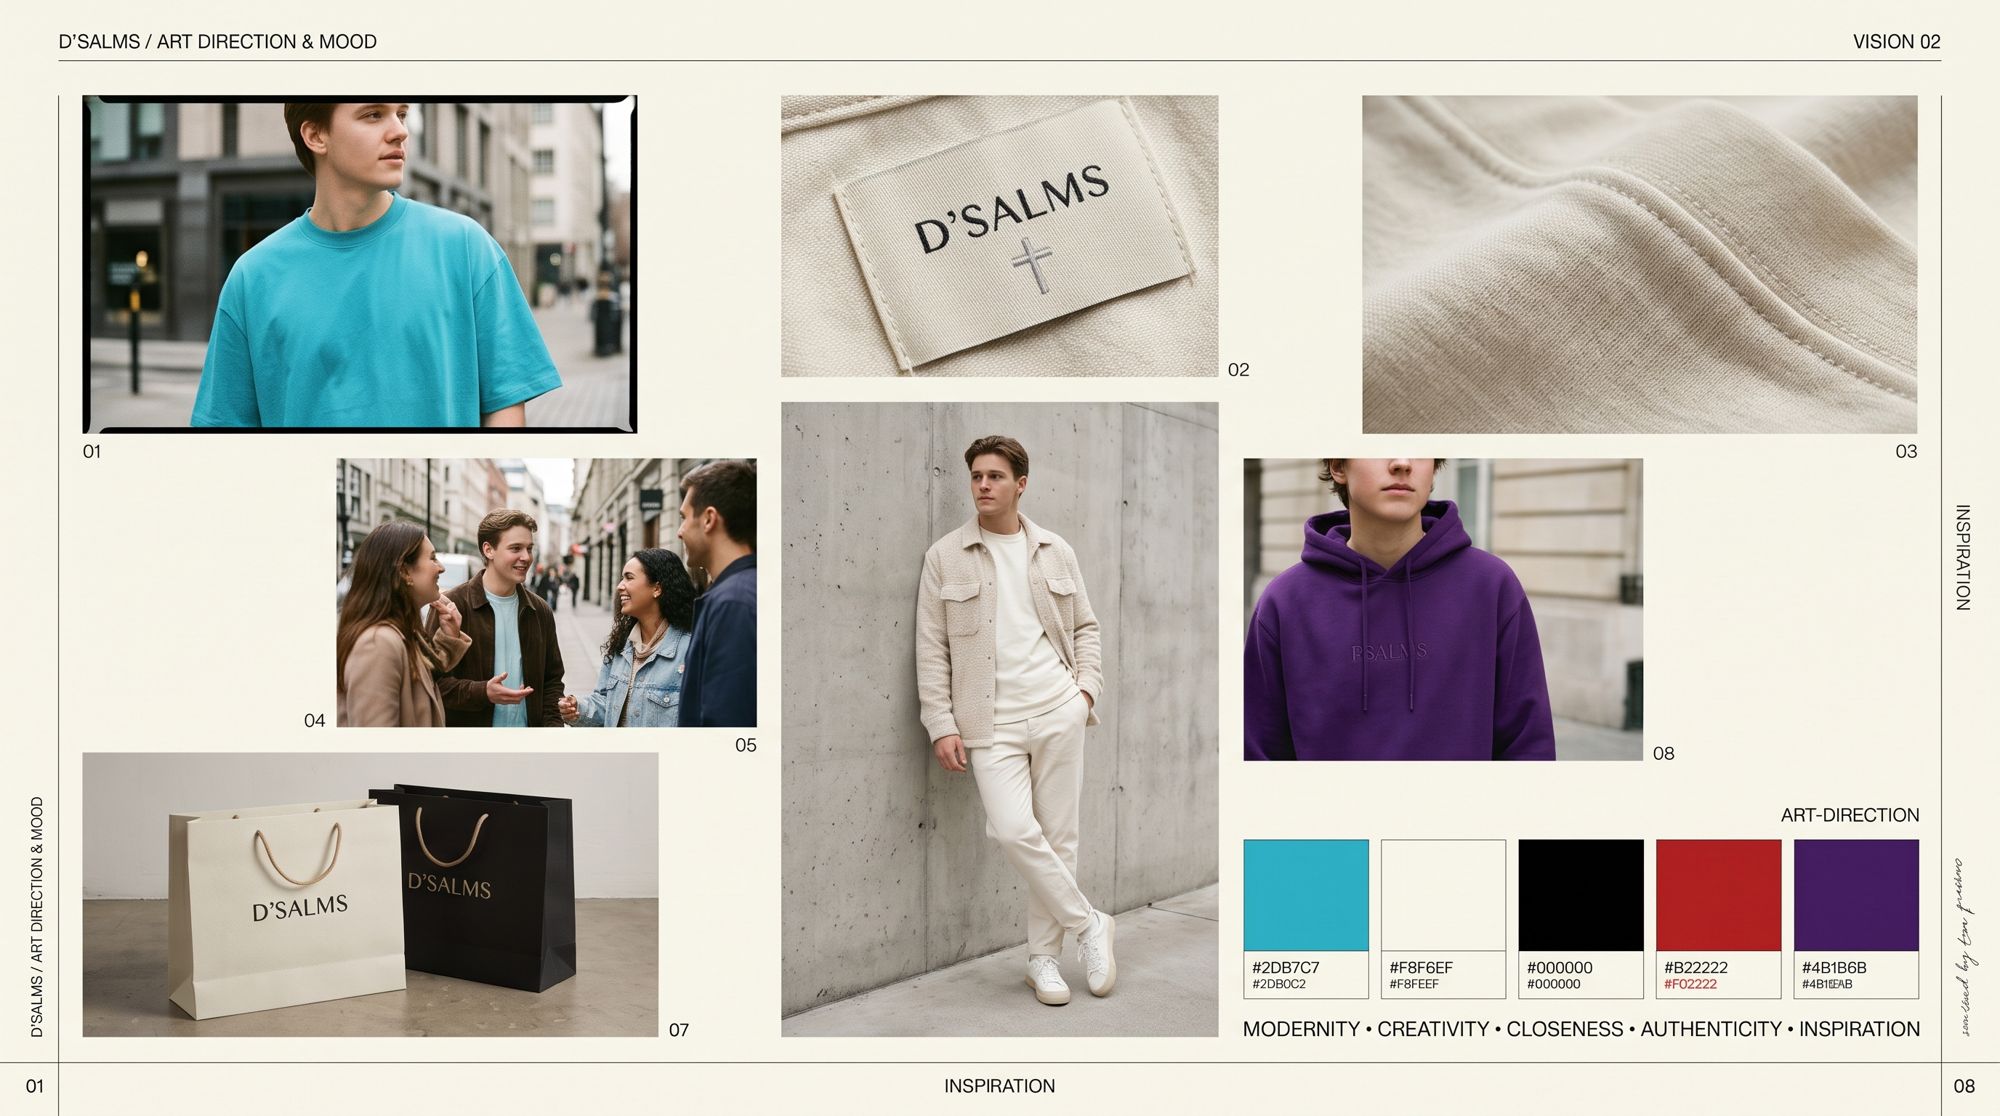 D'SALMS / ART DIRECTION & MOOD
VISION 02
D'SALMS
01
02
03
04
05
D'SALMS
D'SALMS
07
PSALMS
08
INSPIRATION
D'SALMS / ART DIRECTION & MOOD
ART-DIRECTION
#2DB7C7
#2DB0C2
#F8F6EF
#F8FEEF
#000000
#000000
#B22222
#F02222
#4B1B6B
MODERNITY • CREATIVITY • CLOSENESS • AUTHENTICITY • INSPIRATION
01
INSPIRATION
08